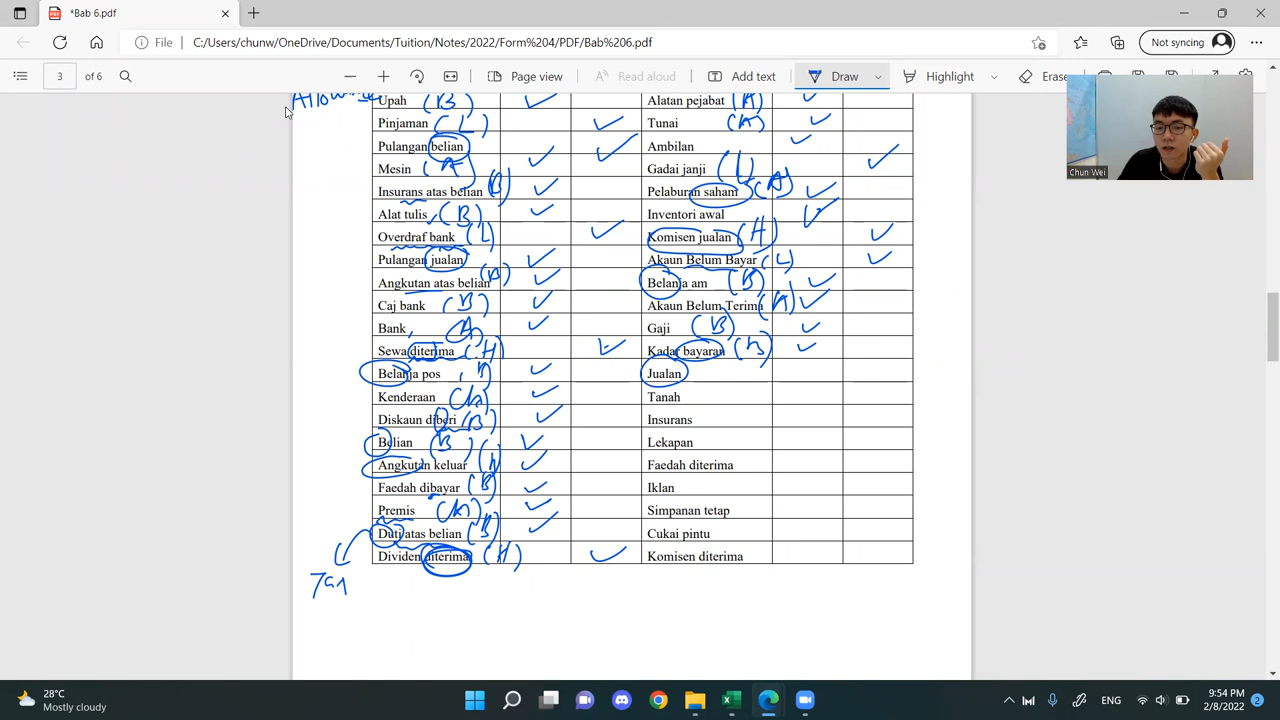 *Bab 6.pdf
File C:/Users/chunw/OneDrive/Documents/Tuition/Notes/2022/Form%204/PDF/Bab%206.pdf Not syncing
3 of 6 Page view Read aloud Add text Draw Highlight Erase
Chun Wei
Upah (B) Alatan pejabat (A)
Pinjaman (L) Tunai (A)
Pulangan belian Ambilan
Mesin (A) Gadai janji (L)
Insurans atas belian (B) Pelaburan saham (A)
Alat tulis (B) Inventori awal
Overdraf bank (L) Komisen jualan (H)
Pulangan jualan Akaun Belum Bayar (L)
Angkutan atas belian (B) Belanja am (B)
Caj bank (B) Akaun Belum Terima (A)
Bank (A) Gaji (B)
Sewa diterima (H) Kadar bayaran (B)
Belanja pos Jualan
Kenderaan (A) Tanah
Diskaun diberi (B) Insurans
Belian (B) Lekapan
Angkutan keluar Faedah diterima
Faedah dibayar (B) Iklan
Premis (A) Simpanan tetap
Duti atas belian (B) Cukai pintu
Dividen diterima (H) Komisen diterima
28°C
Mostly cloudy
ENG
9:54 PM
2/8/2022
2